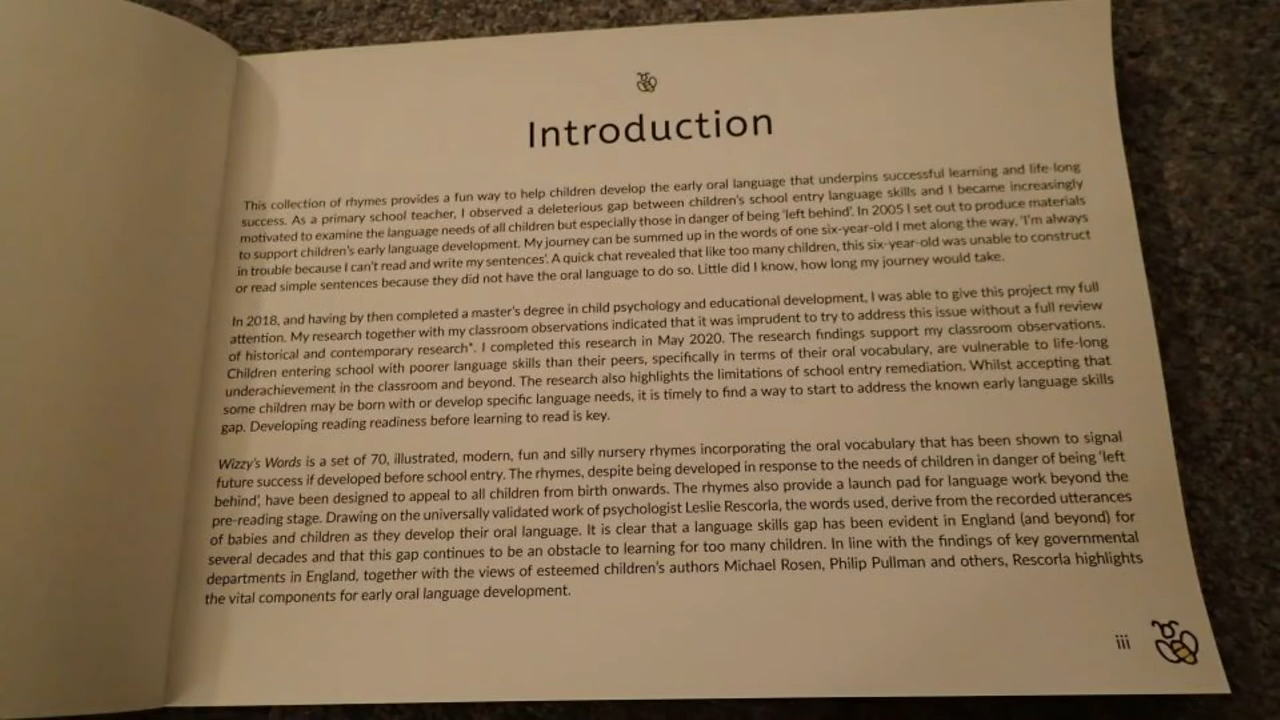 Introduction
This collection of rhymes provides a fun way to help children develop the early oral language that underpins successful learning and life-long
success. As a primary school teacher, I observed a deleterious gap between children's school entry language skills and I became increasingly
motivated to examine the language needs of all children but especially those in danger of being 'left behind'. In 2005 I set out to produce materials
to support children's early language development. My journey can be summed up in the words of one six-year-old I met along the way. 'I'm always
in trouble because I can't read and write my sentences'. A quick chat revealed that like too many children, this six-year-old was unable to construct
or read simple sentences because they did not have the oral language to do so. Little did I know, how long my journey would take.
In 2018, and having by then completed a master's degree in child psychology and educational development, I was able to give this project my full
attention. My research together with my classroom observations indicated that it was imprudent to try to address this issue without a full review
of historical and contemporary research*. I completed this research in May 2020. The research findings support my classroom observations.
Children entering school with poorer language skills than their peers, specifically in terms of their oral vocabulary, are vulnerable to life-long
underachievement in the classroom and beyond. The research also highlights the limitations of school entry remediation. Whilst accepting that
some children may be born with or develop specific language needs, it is timely to find a way to start to address the known early language skills
gap. Developing reading readiness before learning to read is key.
Wizzy's Words is a set of 70, illustrated, modern, fun and silly nursery rhymes incorporating the oral vocabulary that has been shown to signal
future success if developed before school entry. The rhymes, despite being developed in response to the needs of children in danger of being 'left
behind', have been designed to appeal to all children from birth onwards. The rhymes also provide a launch pad for language work beyond the
pre-reading stage. Drawing on the universally validated work of psychologist Leslie Rescorla, the words used, derive from the recorded utterances
of babies and children as they develop their oral language. It is clear that a language skills gap has been evident in England (and beyond) for
several decades and that this gap continues to be an obstacle to learning for too many children. In line with the findings of key governmental
departments in England, together with the views of esteemed children's authors Michael Rosen, Philip Pullman and others, Rescorla highlights
the vital components for early oral language development.
iii